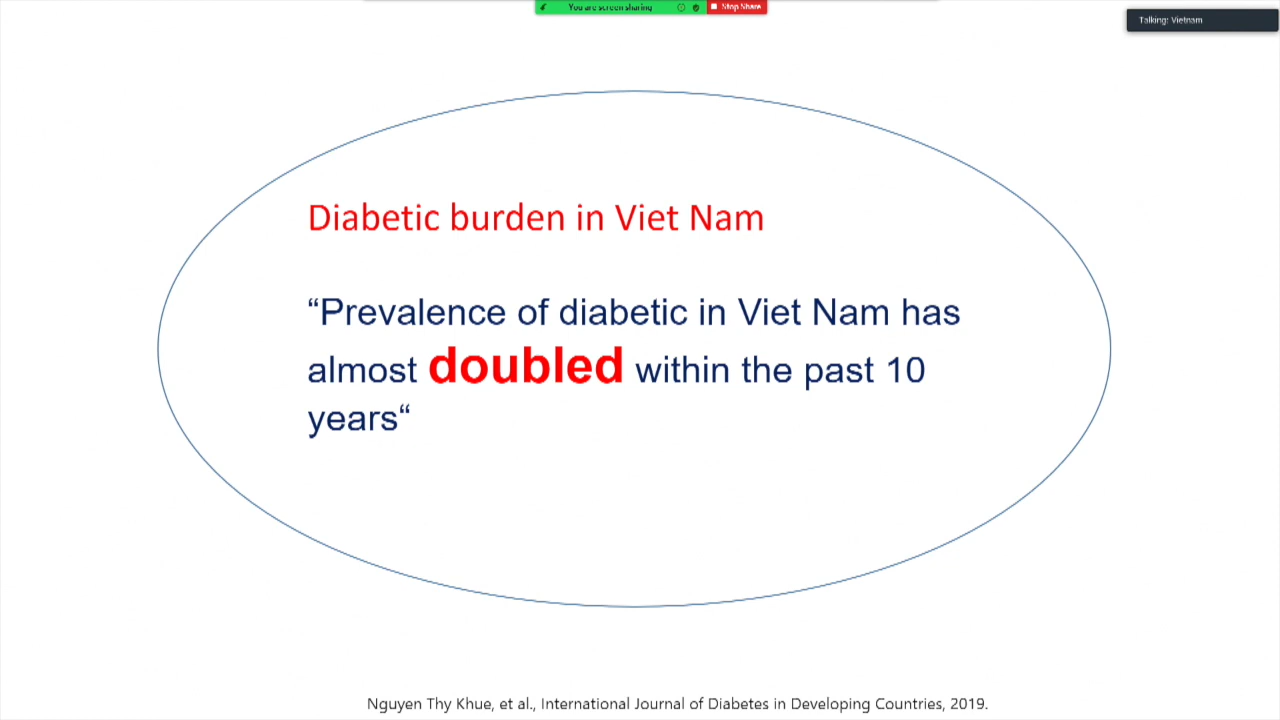 You are screen sharing
Stop Share
Talking: Vietnam
Diabetic burden in Viet Nam
“Prevalence of diabetic in Viet Nam has
almost doubled within the past 10
years“
Nguyen Thy Khue, et al., International Journal of Diabetes in Developing Countries, 2019.